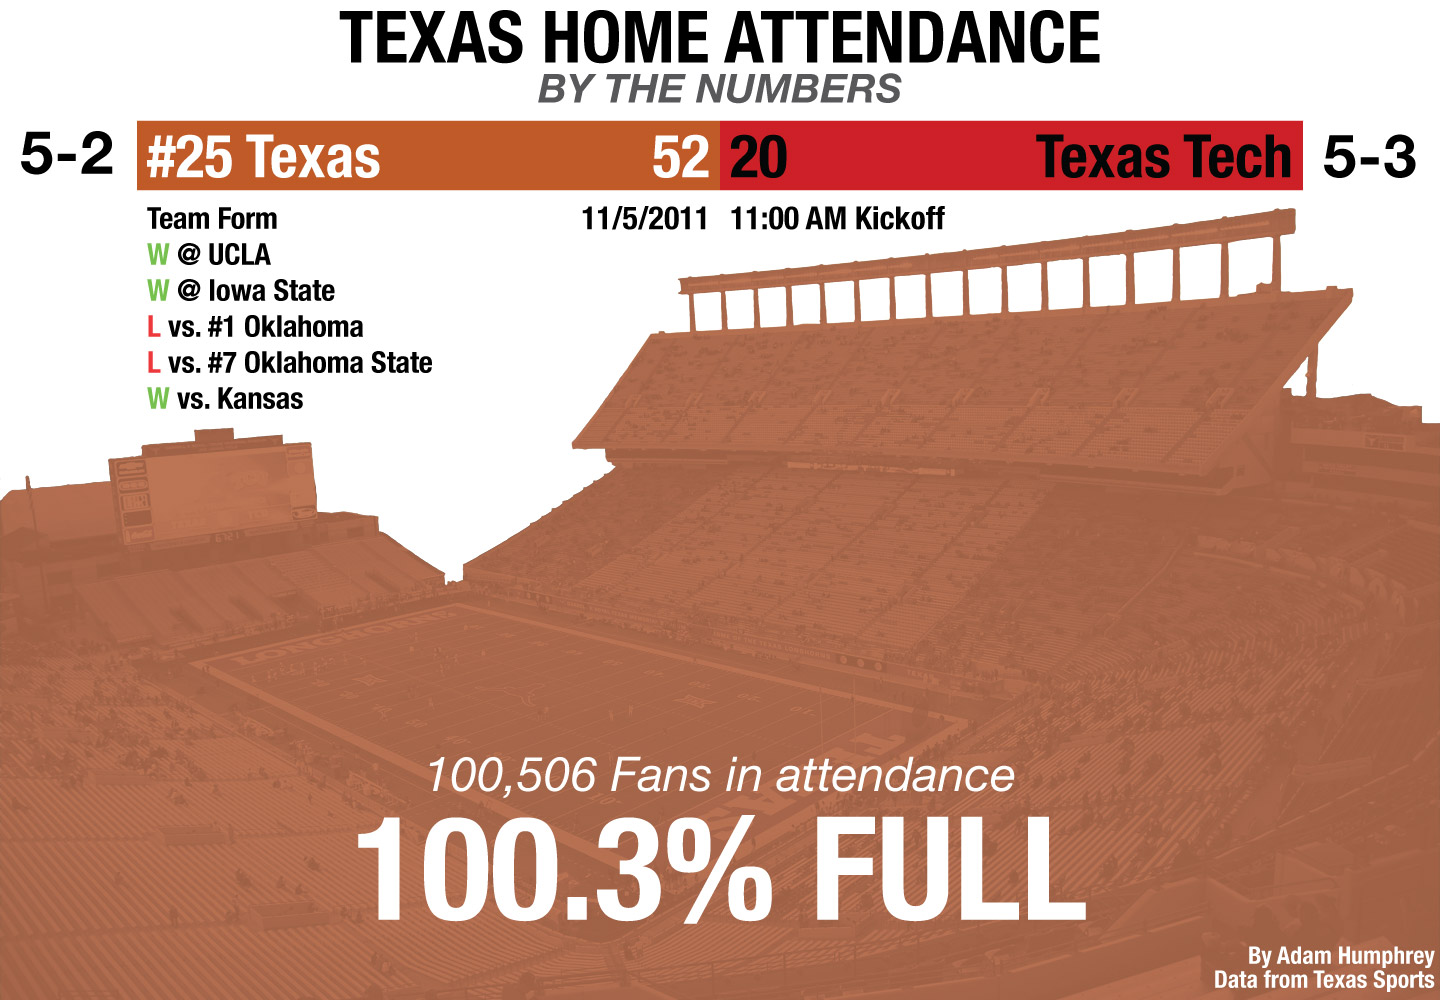 TEXAS HOME ATTENDANCE
BY THE NUMBERS
5-2 #25 Texas 52 20 Texas Tech 5-3
Team Form 11/5/2011 11:00 AM Kickoff
W @ UCLA
W @ Iowa State
L vs. #1 Oklahoma
L vs. #7 Oklahoma State
W vs. Kansas
LONGHORNS
TEXAS
100,506 Fans in attendance
100.3% FULL
By Adam Humphrey
Data from Texas Sports